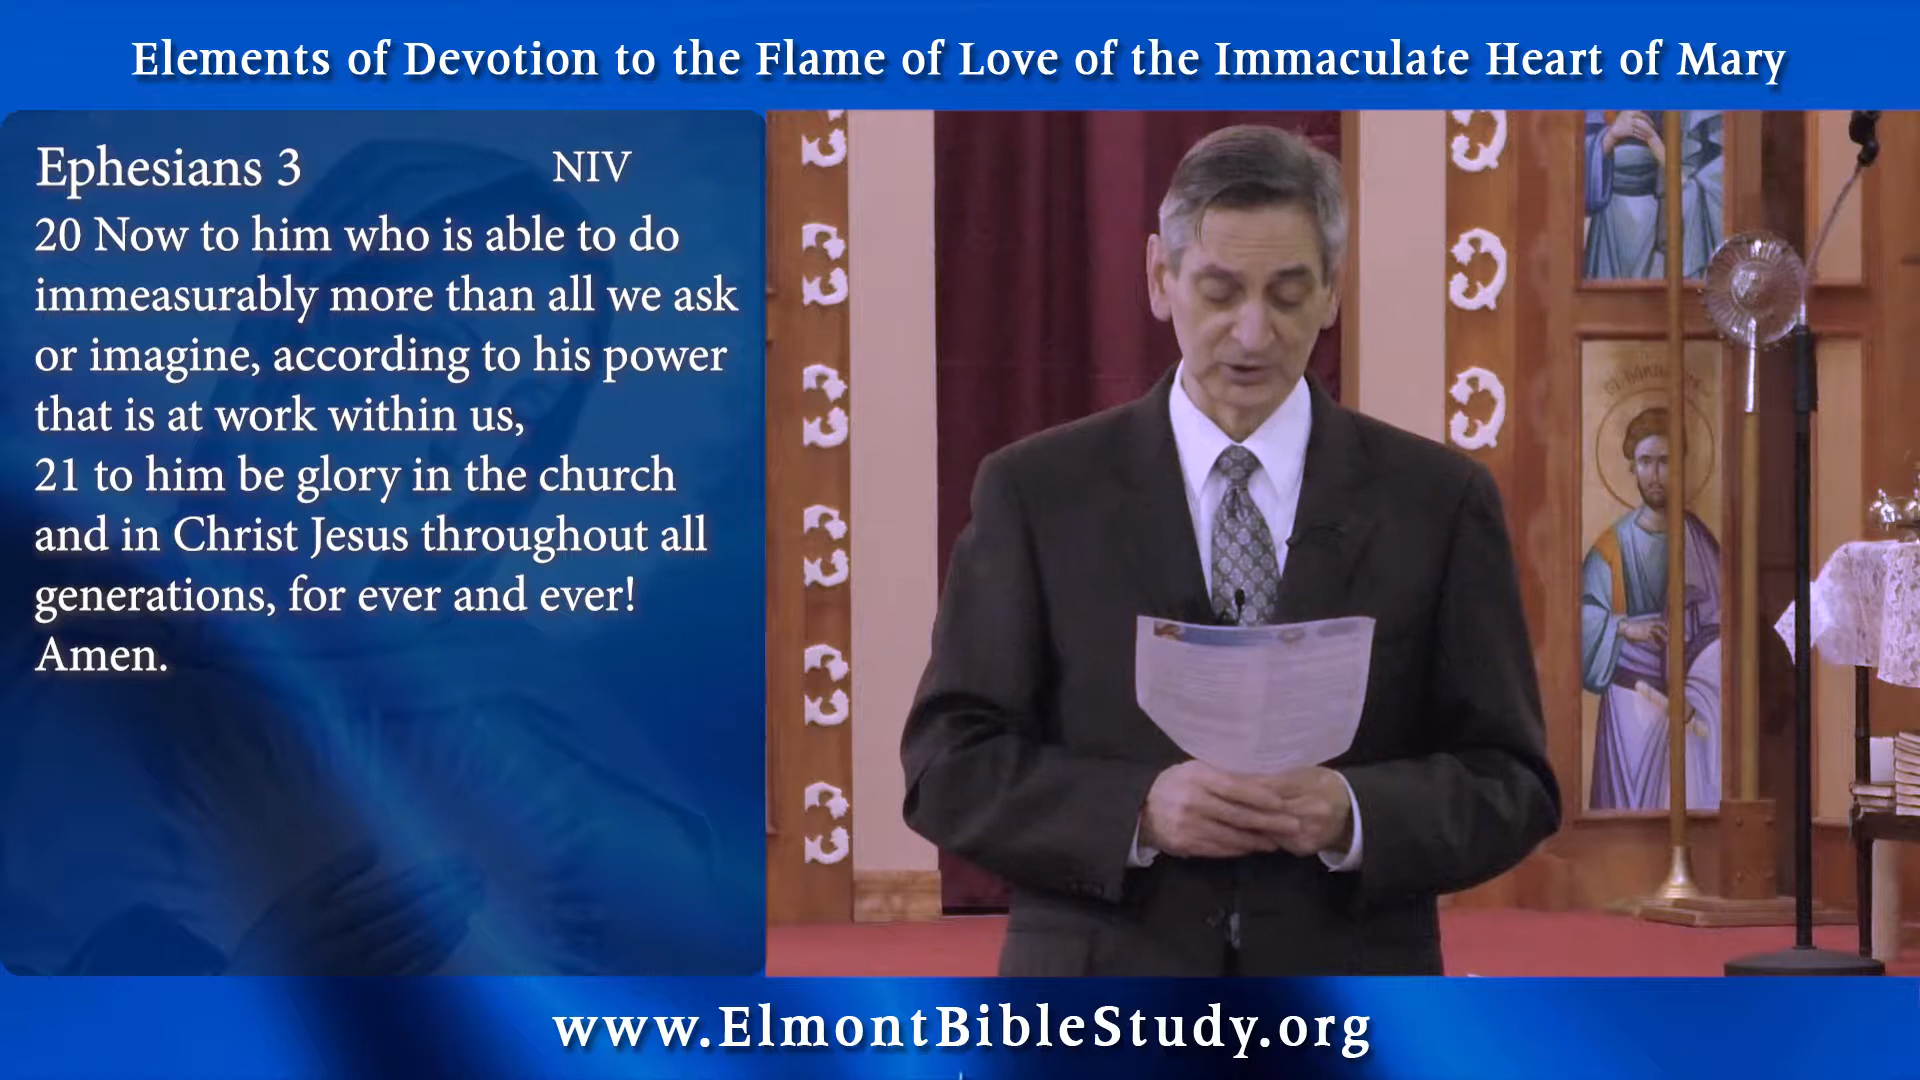 Elements of Devotion to the Flame of Love of the Immaculate Heart of Mary
Ephesians 3 NIV
20 Now to him who is able to do
immeasurably more than all we ask
or imagine, according to his power
that is at work within us,
21 to him be glory in the church
and in Christ Jesus throughout all
generations, for ever and ever!
Amen.
www.ElmontBibleStudy.org